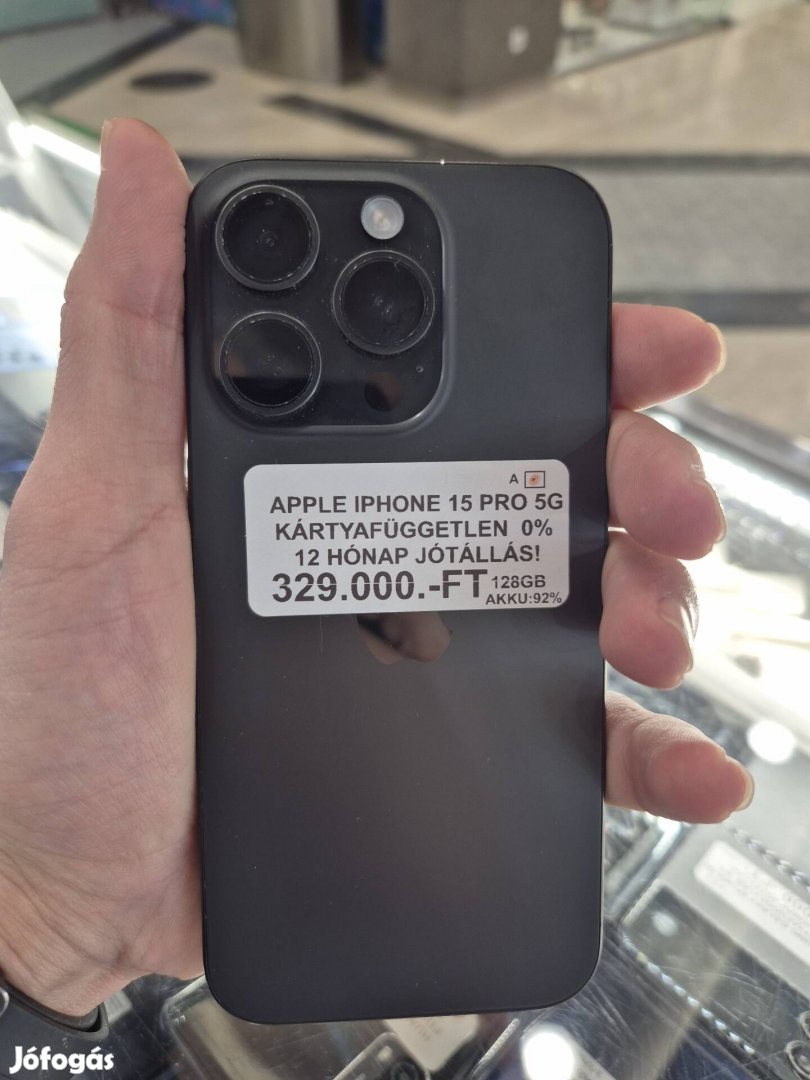 A
APPLE IPHONE 15 PRO 5G
KÁRTYAFÜGGETLEN 0%
12 HÓNAP JÓTÁLLÁS!
329.000.-FT 128GB
AKKU:92%
Jófogás